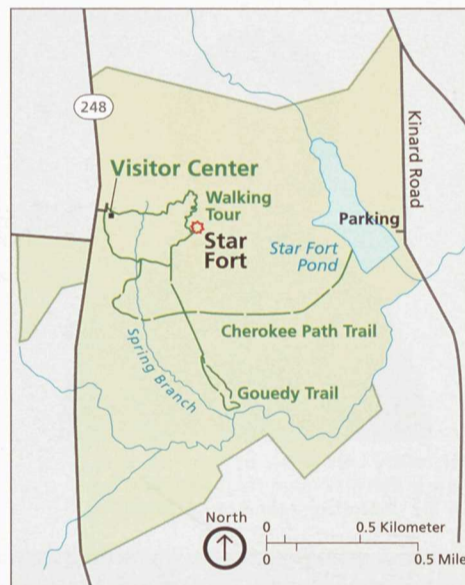 248
Visitor Center
Walking
Tour
Star
Fort
Kinard Road
Parking
Star Fort
Pond
Cherokee Path Trail
Spring Branch
Gouedy Trail
North
0
0.5 Kilometer
0
0.5 Mile